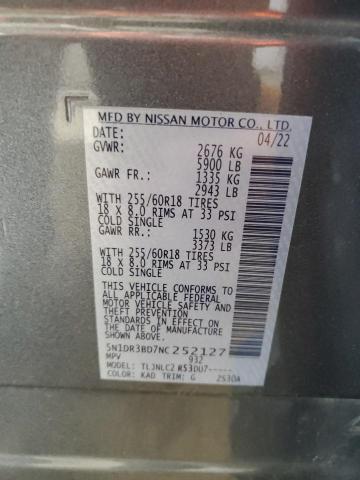 MFD BY NISSAN MOTOR CO., LTD.
DATE: 04/22
GVWR: 2676 KG
5900 LB
GAWR FR.: 1335 KG
2943 LB
WITH 255/60R18 TIRES
18 X 8.0 RIMS AT 33 PSI
COLD SINGLE
GAWR RR.: 1530 KG
3373 LB
WITH 255/60R18 TIRES
18 X 8.0 RIMS AT 33 PSI
COLD SINGLE
THIS VEHICLE CONFORMS TO
ALL APPLICABLE FEDERAL
MOTOR VEHICLE SAFETY AND
THEFT PREVENTION
STANDARDS IN EFFECT ON
THE DATE OF MANUFACTURE
SHOWN ABOVE
5N1DR3BD7NC252127
MPV 932
MODEL: TLJNLCZ R53DU7-----
COLOR: KAD TRIM: G 2530A